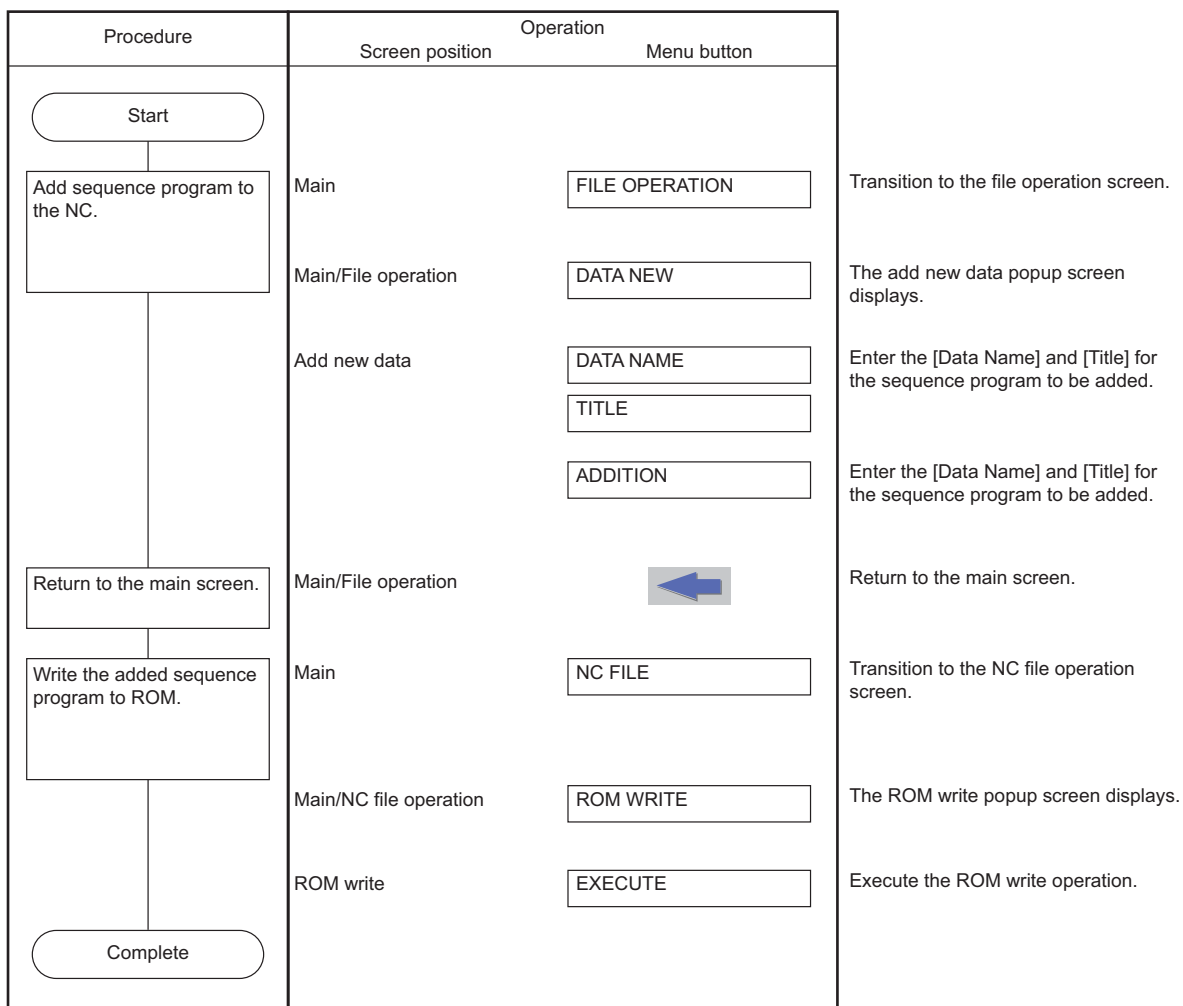 Procedure
Operation
Screen position
Menu button
Start
Add sequence program to
the NC.
Main
FILE OPERATION
Transition to the file operation screen.
Main/File operation
DATA NEW
The add new data popup screen
displays.
Add new data
DATA NAME
Enter the [Data Name] and [Title] for
the sequence program to be added.
TITLE
ADDITION
Enter the [Data Name] and [Title] for
the sequence program to be added.
Return to the main screen.
Main/File operation
Return to the main screen.
Write the added sequence
program to ROM.
Main
NC FILE
Transition to the NC file operation
screen.
Main/NC file operation
ROM WRITE
The ROM write popup screen displays.
ROM write
EXECUTE
Execute the ROM write operation.
Complete